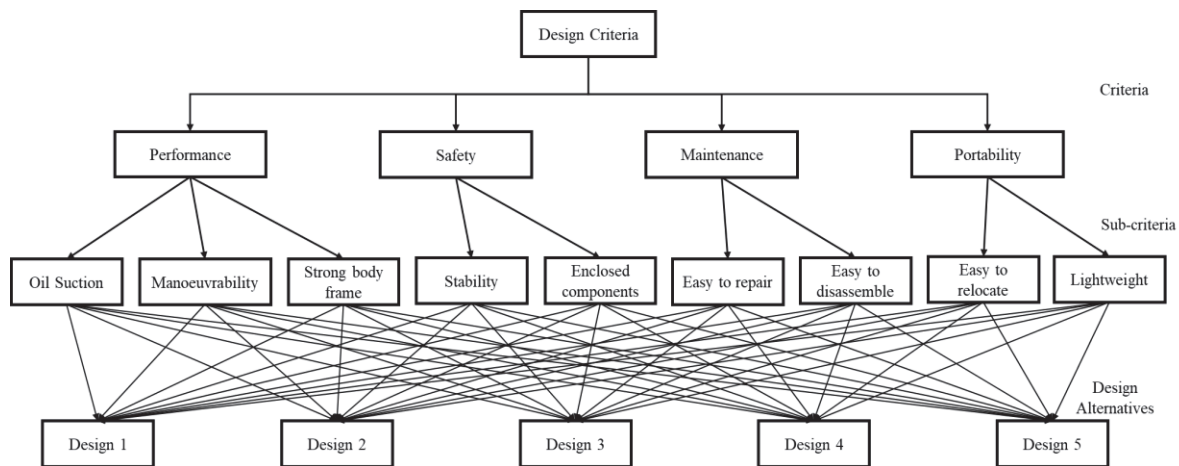 Design Criteria
Criteria
Performance
Safety
Maintenance
Portability
Sub-criteria
Oil Suction
Manoeuvrability
Strong body
frame
Stability
Enclosed
components
Easy to repair
Easy to
disassemble
Easy to
relocate
Lightweight
Design
Alternatives
Design 1
Design 2
Design 3
Design 4
Design 5